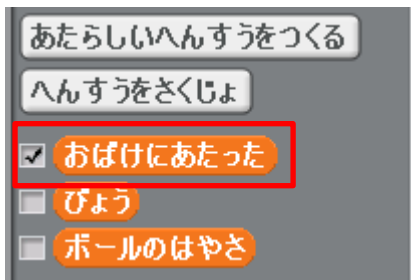 あたらしいへんすうをつくる
へんすうをさくじょ
おばけにあたった
びょう
ボールのはやさ